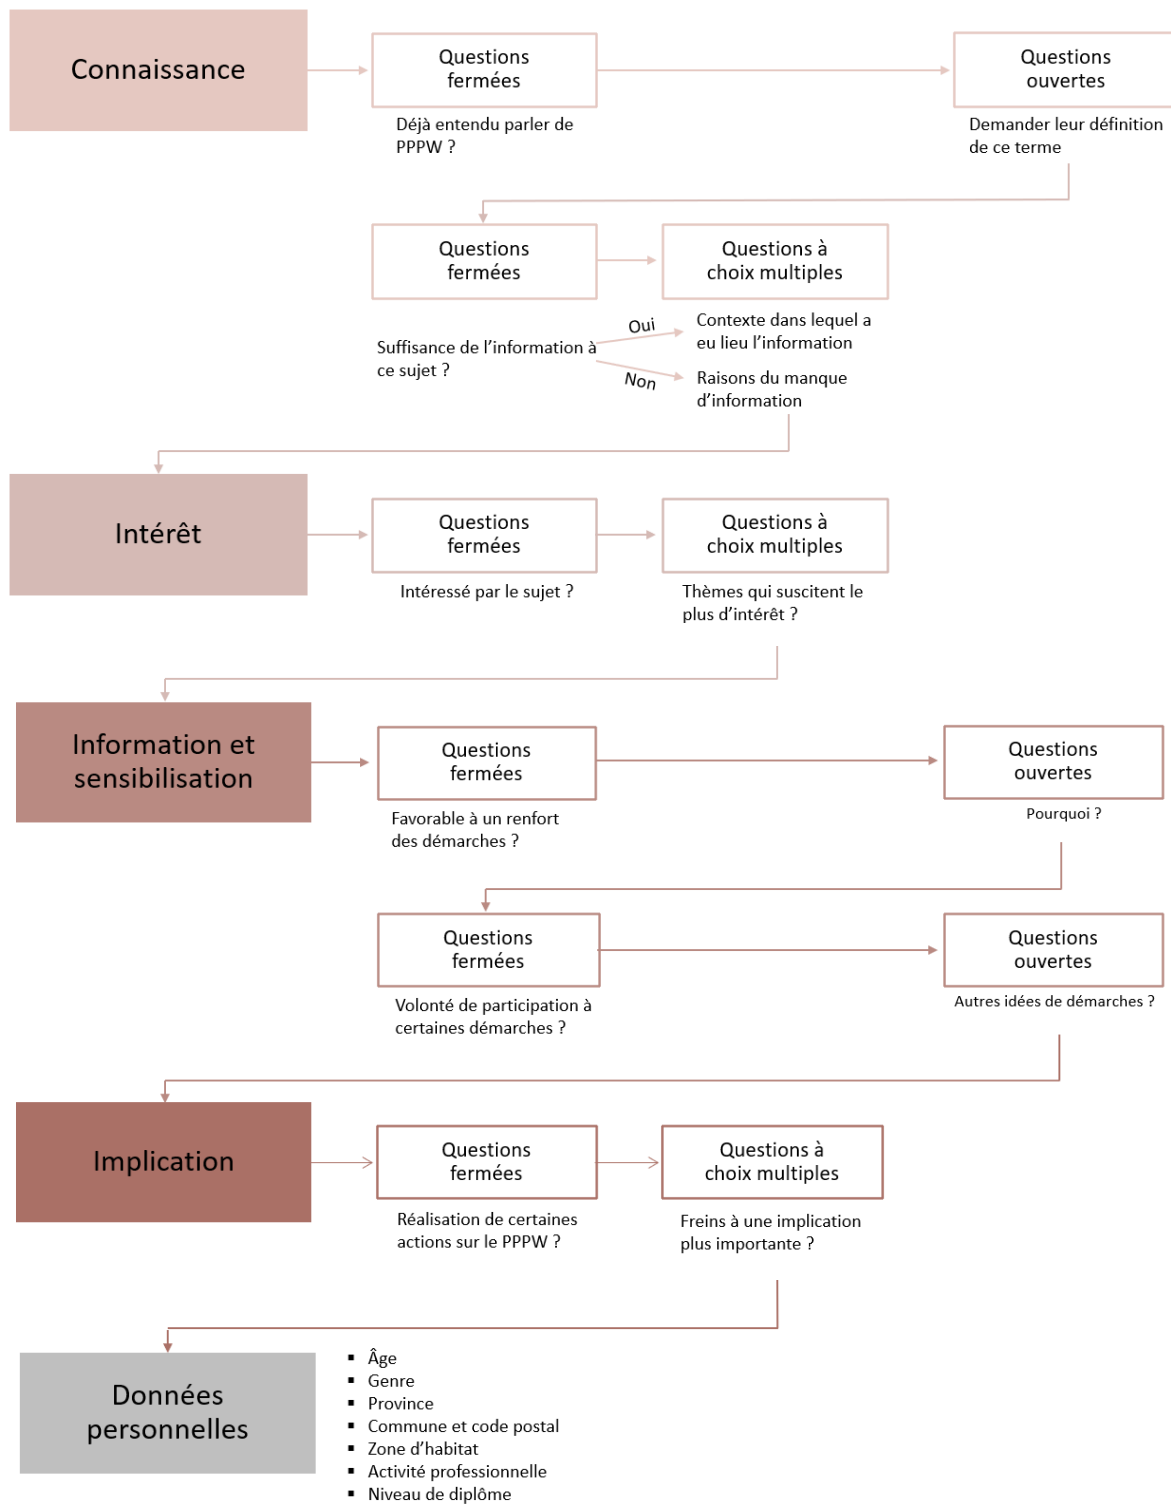 Connaissance
Questions
fermées
Questions
ouvertes
Déjà entendu parler de
PPPW ?
Demander leur définition
de ce terme
Questions
fermées
Questions à
choix multiples
Suffisance de l'information à
ce sujet ?
Oui
Contexte dans lequel a
eu lieu l'information
Non
Raisons du manque
d'information
Intérêt
Questions
fermées
Questions à
choix multiples
Intéressé par le sujet ?
Thèmes qui suscitent le
plus d'intérêt ?
Information et
sensibilisation
Questions
fermées
Questions
ouvertes
Favorable à un renfort
des démarches ?
Pourquoi ?
Questions
fermées
Questions
ouvertes
Volonté de participation à
certaines démarches ?
Autres idées de démarches ?
Implication
Questions
fermées
Questions à
choix multiples
Réalisation de certaines
actions sur le PPPW ?
Freins à une implication
plus importante ?
Données
personnelles
▪ Âge
▪ Genre
▪ Province
▪ Commune et code postal
▪ Zone d'habitat
▪ Activité professionnelle
▪ Niveau de diplôme